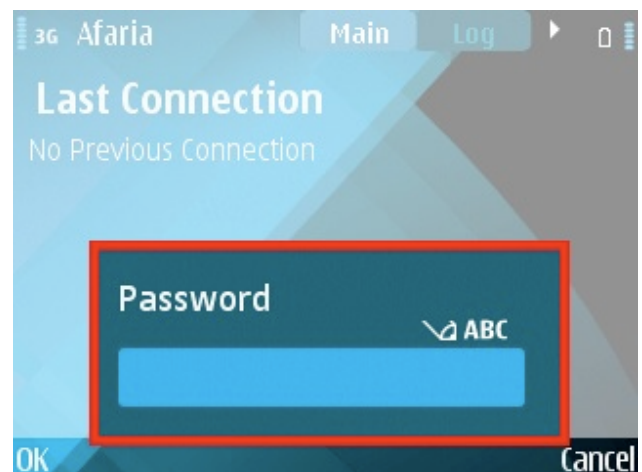 3G Afaria Main Log
Last Connection
No Previous Connection
Password
ABC
OK Cancel